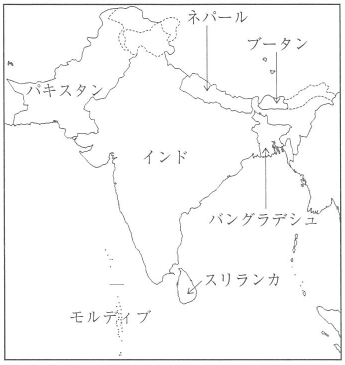 ネパール
ブータン
パキスタン
インド
バングラデシュ
スリランカ
モルディブ